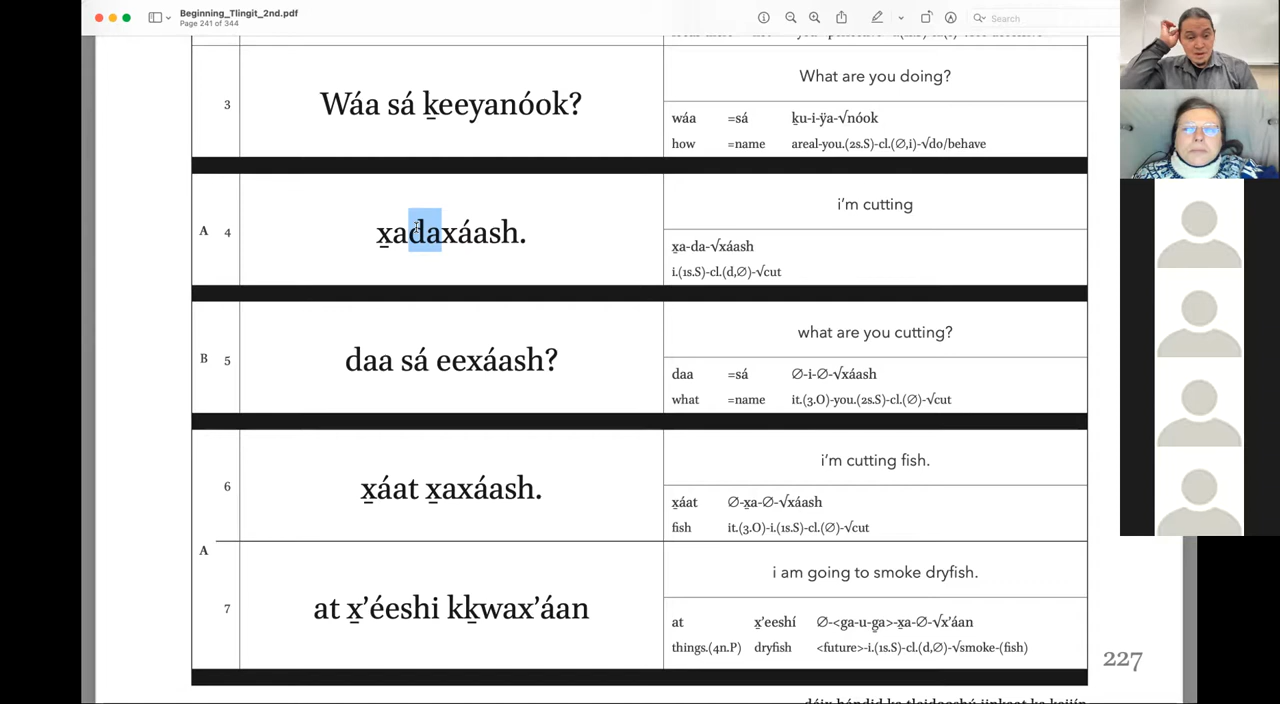 Beginning_Tlingit_2nd.pdf
Page 241 of 344
Search
3
Wáa sá ḵeeyanóok?
What are you doing?
wáa =sá ḵu-i-ÿa-√nóok
how =name areal-you.(2s.S)-cl.(∅,i)-√do/behave
A 4
x̱adaxáash.
i’m cutting
x̱a-da-√xáash
i.(1s.S)-cl.(d,∅)-√cut
B 5
daa sá eexáash?
what are you cutting?
daa =sá ∅-i-∅-√xáash
what =name it.(3.O)-you.(2s.S)-cl.(∅)-√cut
A
6
x̱áat x̱axáash.
i’m cutting fish.
x̱áat ∅-x̱a-∅-√xáash
fish it.(3.O)-i.(1s.S)-cl.(∅)-√cut
7
at x̱’éeshi kḵwax’áan
i am going to smoke dryfish.
at x̱’eeshí ∅-<ga-u-g̱a>-x̱a-∅-√x’áan
things.(4n.P) dryfish <future>-i.(1s.S)-cl.(d,∅)-√smoke-(fish)
227